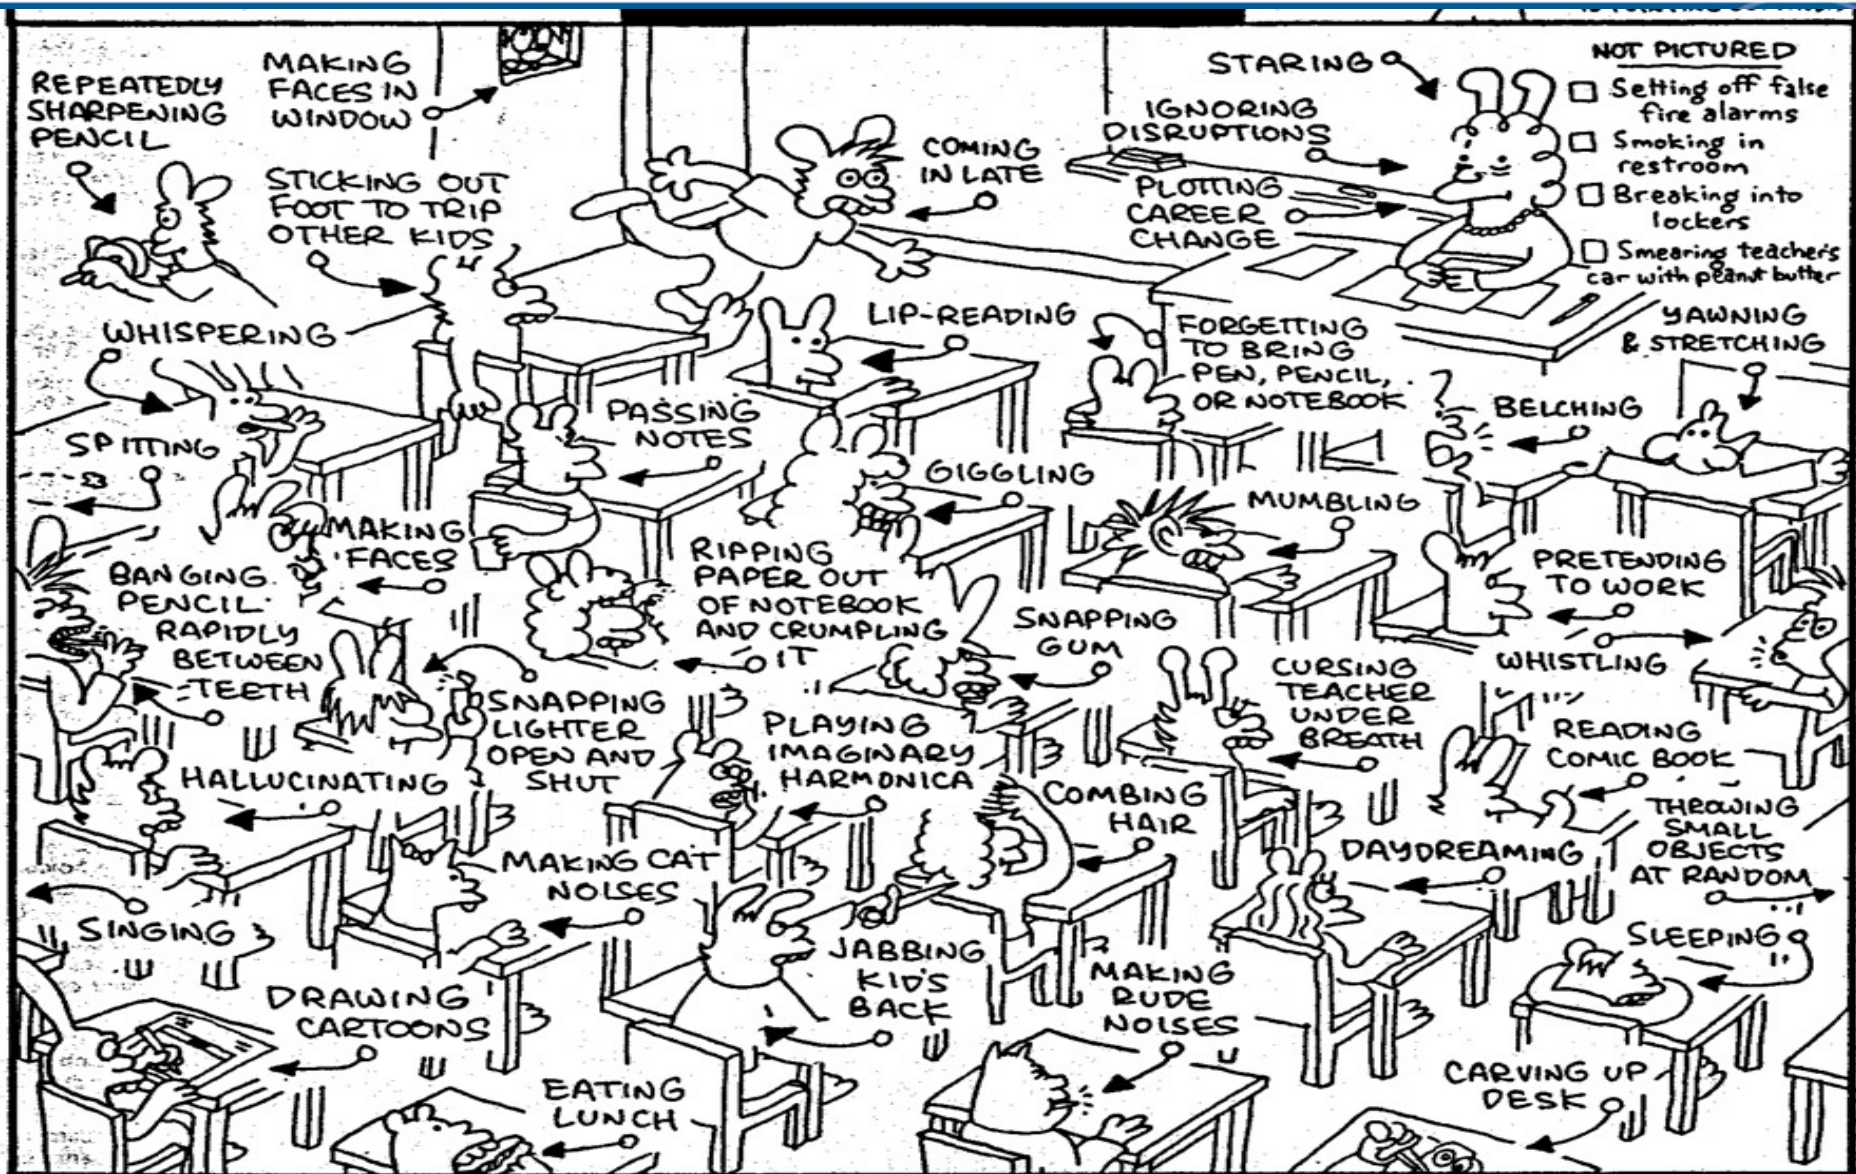 REPEATEDLY
SHARPENING
PENCIL
MAKING
FACES IN
WINDOW
STICKING OUT
FOOT TO TRIP
OTHER KIDS
COMING
IN LATE
STARING
IGNORING
DISRUPTIONS
PLOTTING
CAREER
CHANGE
NOT PICTURED
Setting off false
fire alarms
Smoking in
restroom
Breaking into
lockers
Smearing teacher's
car with peanut butter
WHISPERING
LIP-READING
FORGETTING
TO BRING
PEN, PENCIL,
OR NOTEBOOK
YAWNING
& STRETCHING
SPITTING
PASSING
NOTES
BELCHING
GIGGLING
MUMBLING
MAKING
FACES
BANGING
PENCIL
RAPIDLY
BETWEEN
TEETH
RIPPING
PAPER OUT
OF NOTEBOOK
AND CRUMPLING
IT
SNAPPING
GUM
PRETENDING
TO WORK
WHISTLING
SNAPPING
LIGHTER
OPEN AND
SHUT
PLAYING
IMAGINARY
HARMONICA
CURSING
TEACHER
UNDER
BREATH
READING
COMIC BOOK
HALLUCINATING
COMBING
HAIR
THROWING
SMALL
OBJECTS
AT RANDOM
MAKING CAT
NOISES
DAYDREAMING
SINGING
JABBING
KID'S
BACK
MAKING
RUDE
NOISES
SLEEPING
DRAWING
CARTOONS
EATING
LUNCH
CARVING UP
DESK